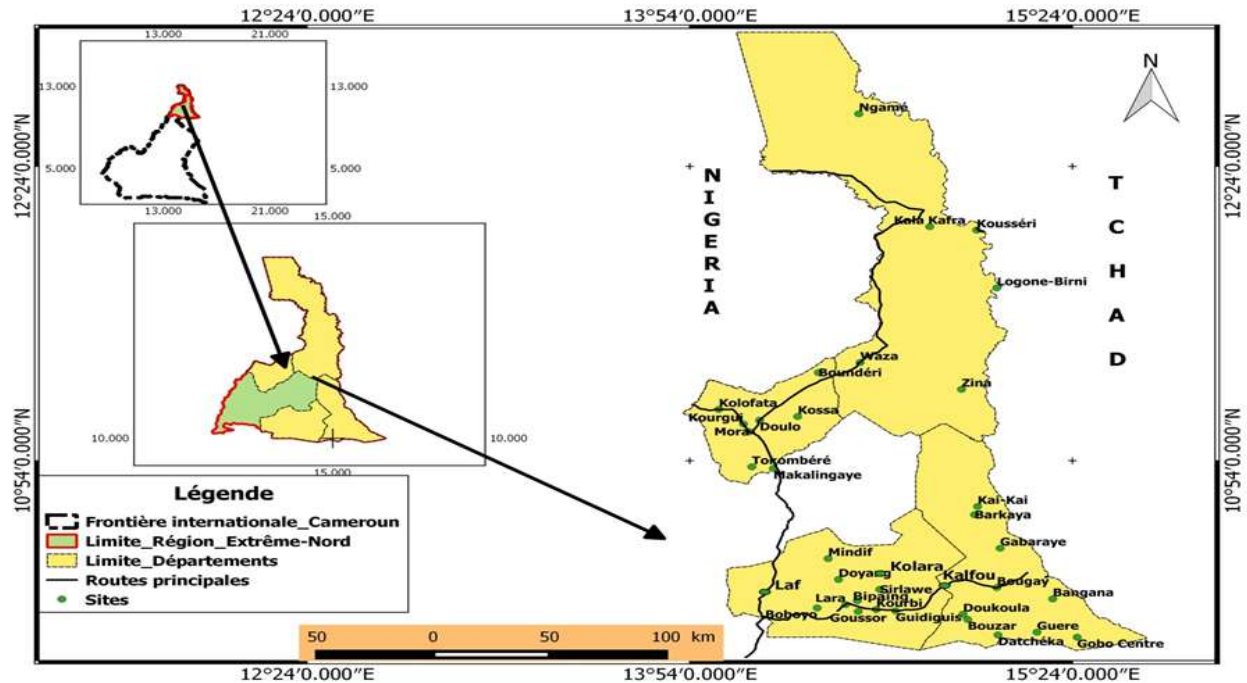 12°24′0.000″E 13°54′0.000″E 15°24′0.000″E
13.000 21.000
13.000 13.000
5.000 5.000
13.000 21.000
15.000
10.000 10.000
15.000
12°24′0.000″N
10°54′0.000″N
N
NIGERIA
TCHAD
Ngamé
Kala Kafra
Kousséri
Logone-Birni
Waza
Boundéri
Zina
Kolofata
Kossa
Kourgui
Doulo
Mora
Tokombéré
Makalingaye
Kaï-Kai
Barkaya
Gabaraye
Mindif
Doyang
Kolara
Laf
Sirlawe
Kalfou
Bougay
Bangana
Lara
Bipaing
Kourbi
Boboyo
Goussor
Guidiguis
Doukoula
Bouzar
Guere
Datchéka
Gobo Centre
Légende
Frontière internationale_Cameroun
Limite_Région_Extrême-Nord
Limite_Départements
Routes principales
Sites
50 0 50 100 km
12°24′0.000″N
10°54′0.000″N
12°24′0.000″E 13°54′0.000″E 15°24′0.000″E